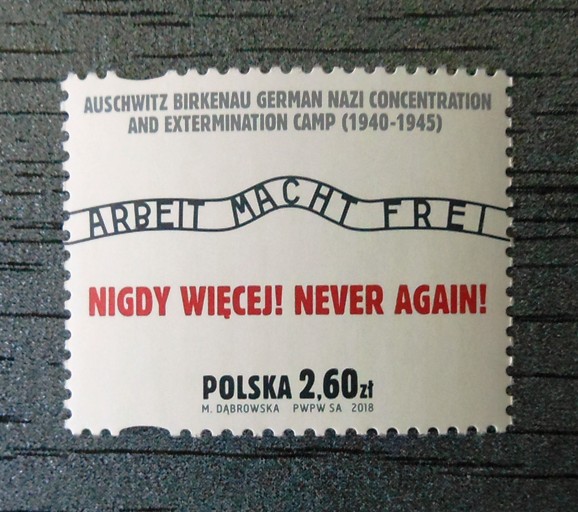 AUSCHWITZ BIRKENAU GERMAN NAZI CONCENTRATION
AND EXTERMINATION CAMP (1940-1945)
ARBEIT MACHT FREI
NIGDY WIĘCEJ! NEVER AGAIN!
POLSKA 2,60zł
M. DĄBROWSKA PWPW SA 2018